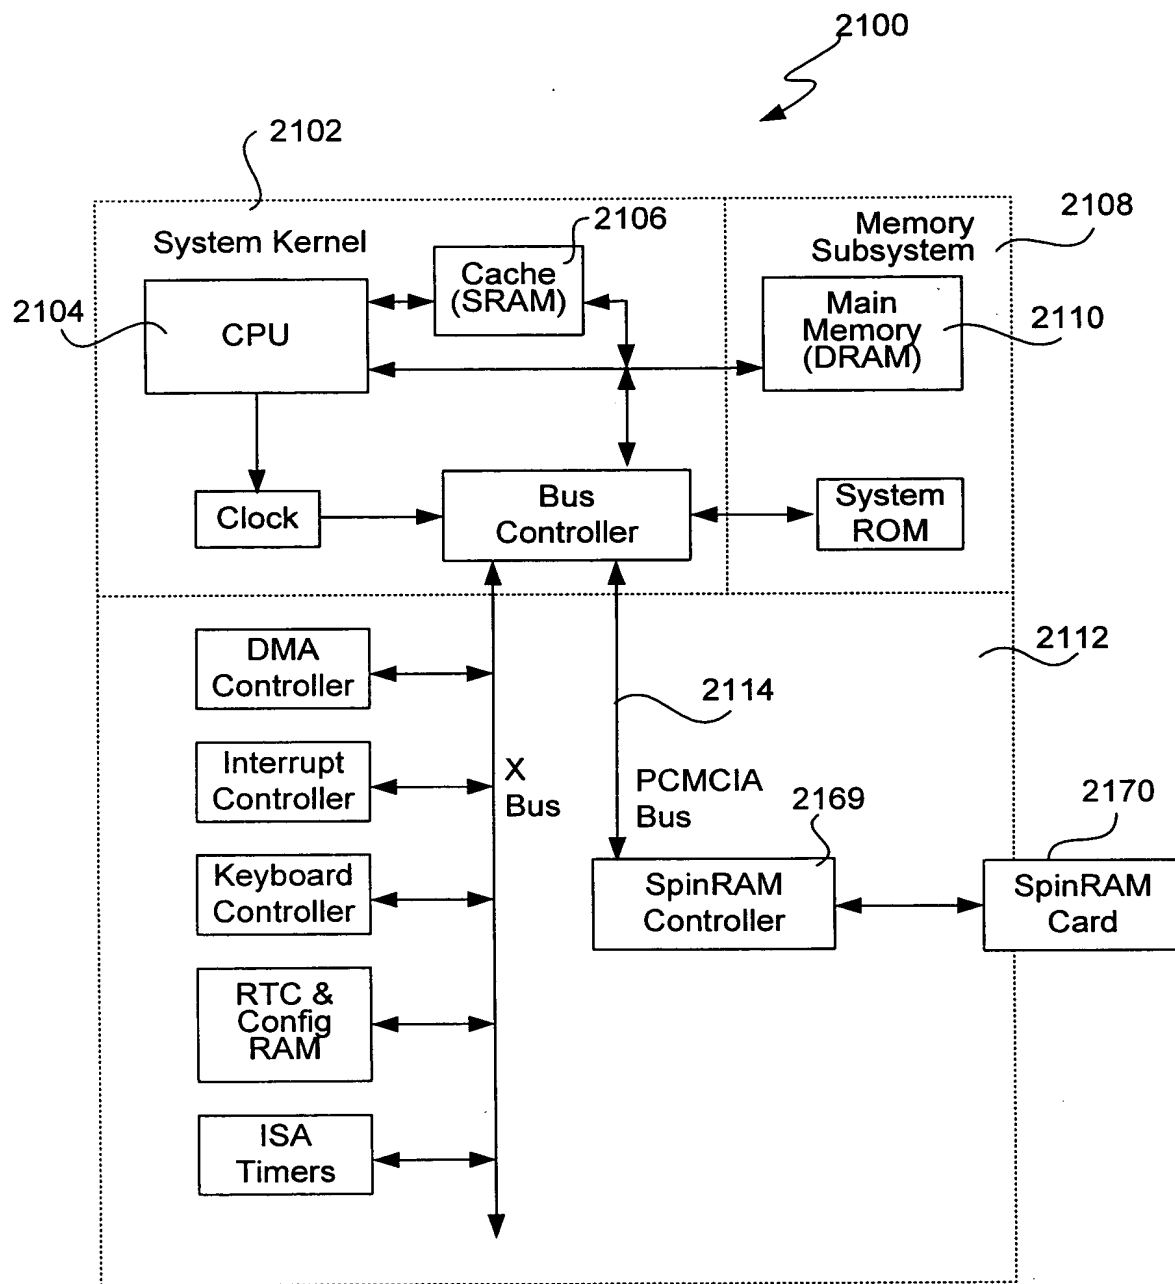 2100
2102
2106
2108
System Kernel
Memory
Subsystem
Cache
(SRAM)
2104
CPU
Main
Memory
(DRAM)
2110
Clock
Bus
Controller
System
ROM
DMA
Controller
2112
2114
Interrupt
Controller
X
Bus
PCMCIA
Bus
2169
2170
Keyboard
Controller
SpinRAM
Controller
SpinRAM
Card
RTC &
Config
RAM
ISA
Timers